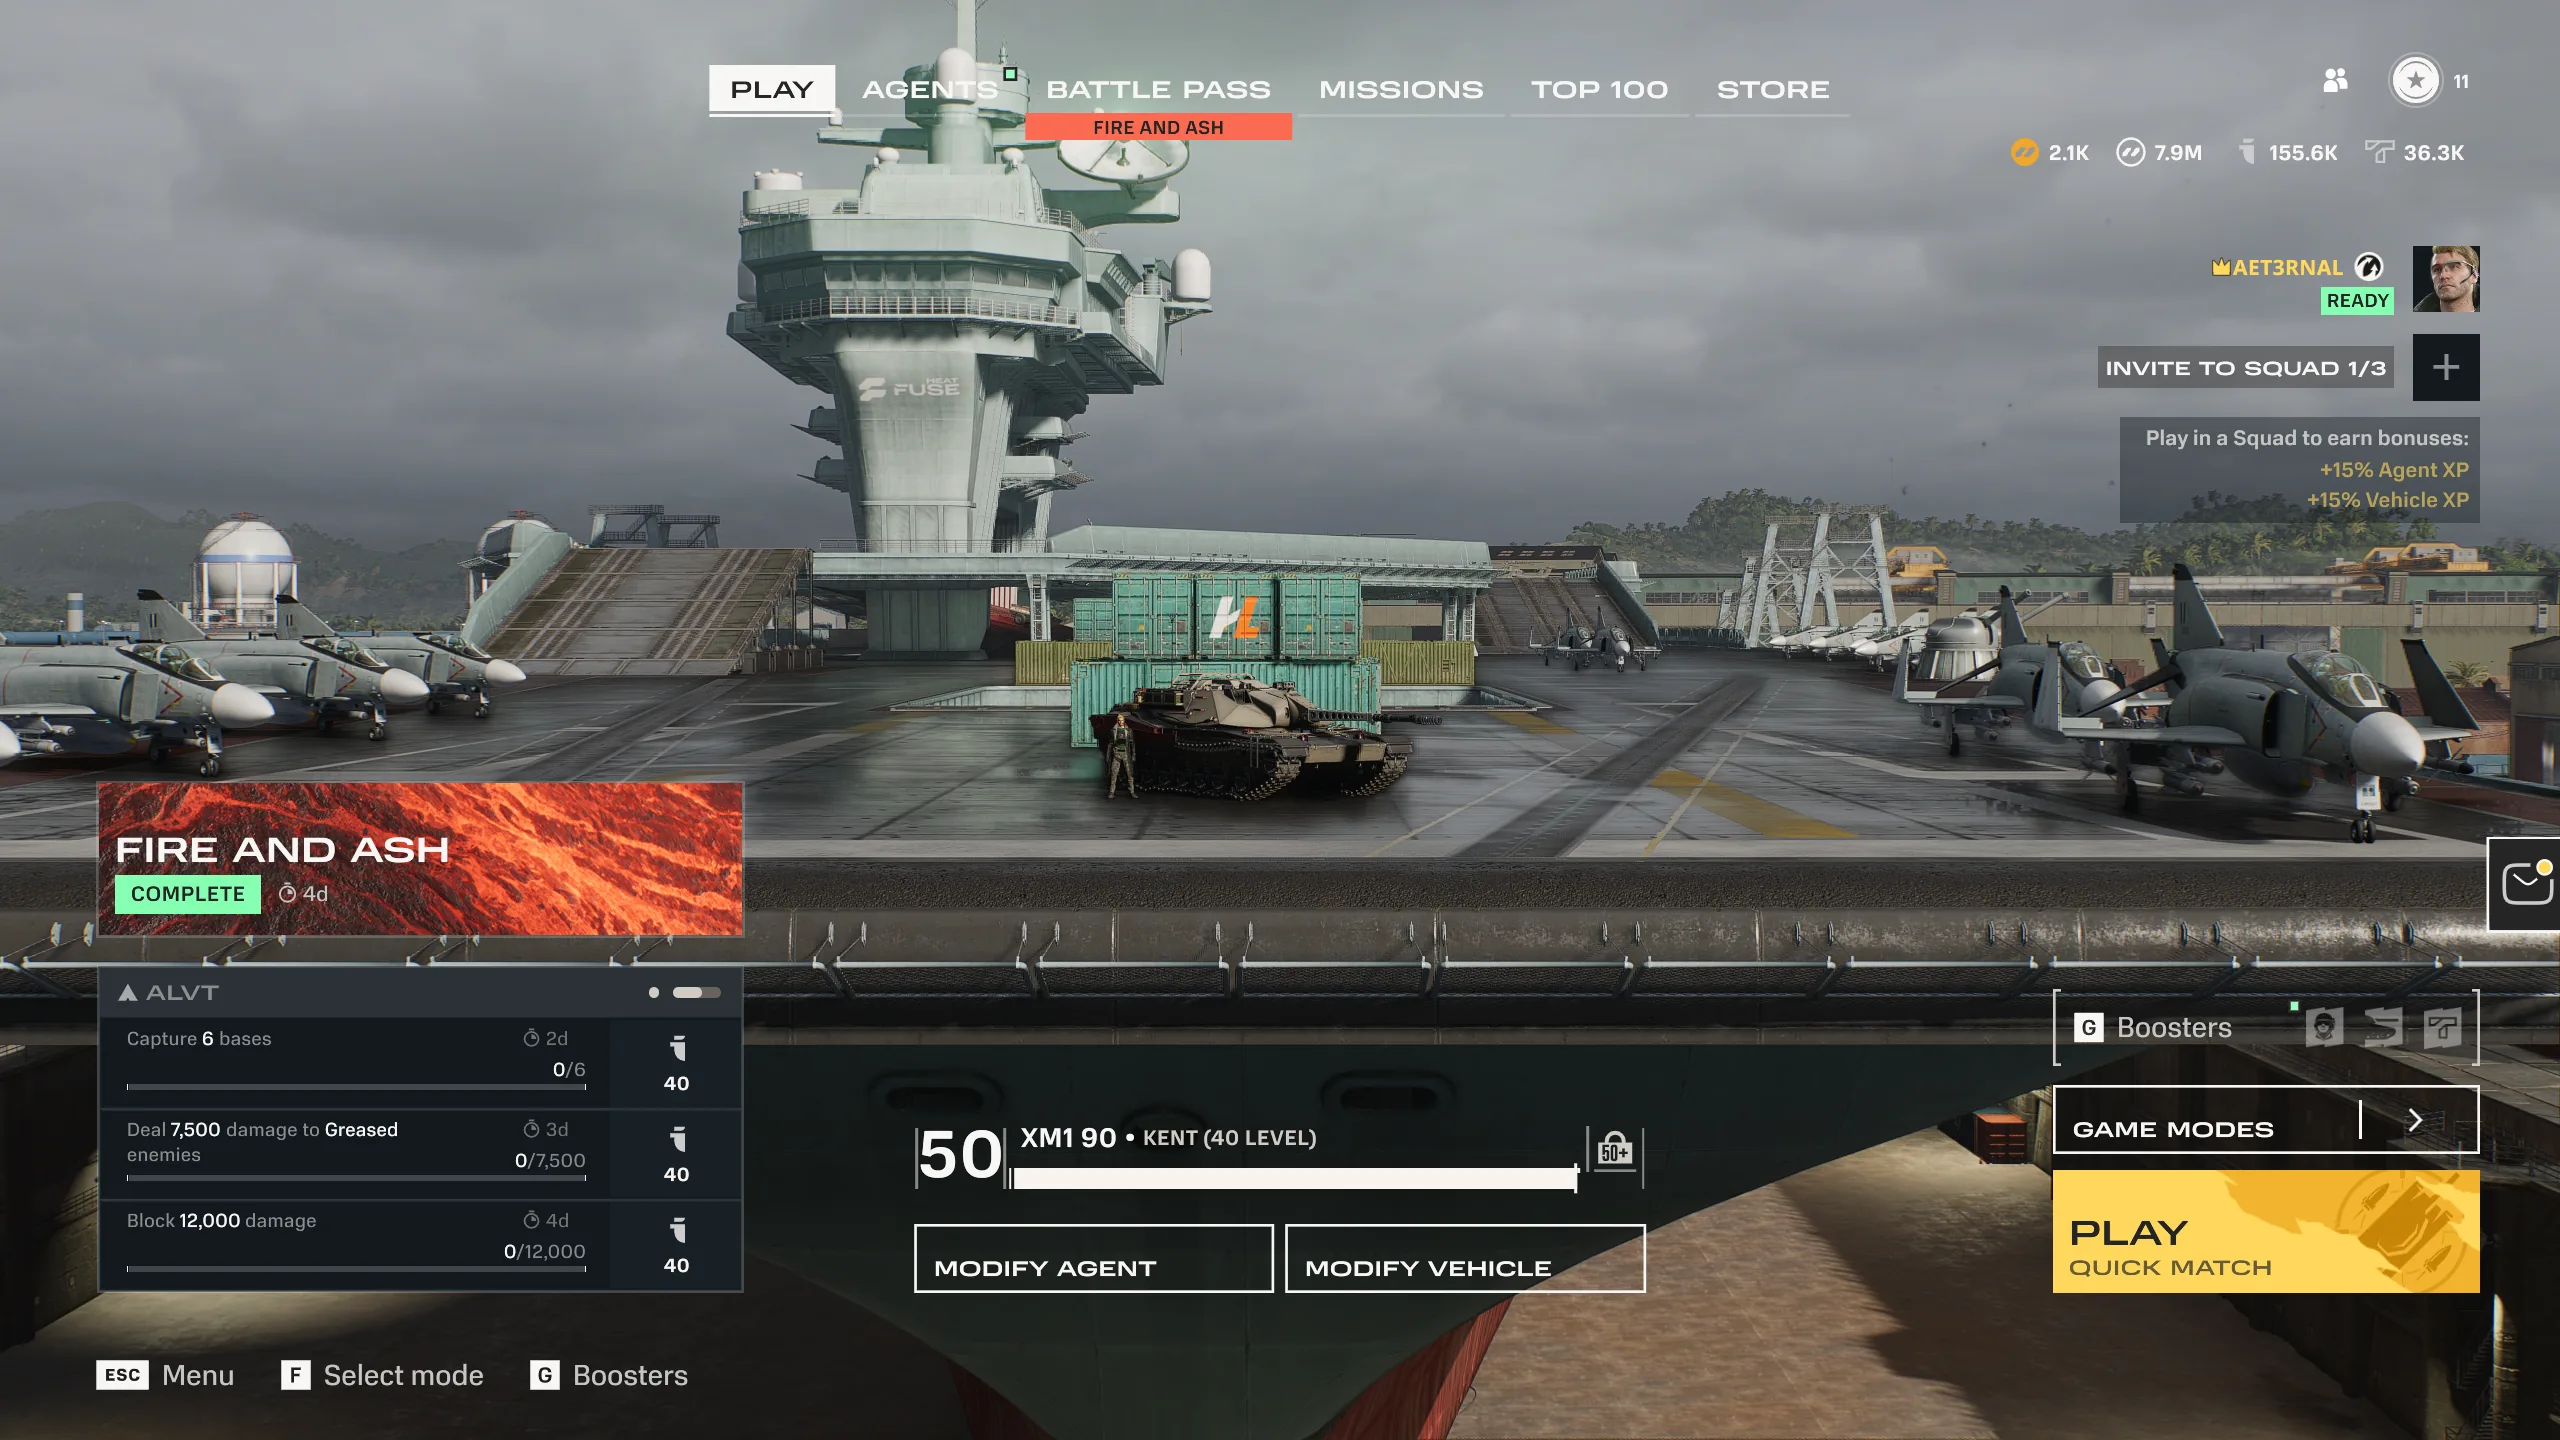 PLAY
AGENTS
BATTLE PASS
MISSIONS
TOP 100
STORE
FIRE AND ASH
11
2.1K
7.9M
155.6K
36.3K
AET3RNAL
READY
INVITE TO SQUAD 1/3
Play in a Squad to earn bonuses:
+15% Agent XP
+15% Vehicle XP
HEAT
FUSE
HL
FIRE AND ASH
COMPLETE
4d
ALVT
Capture 6 bases
2d
0/6
40
Deal 7,500 damage to Greased
enemies
3d
0/7,500
40
Block 12,000 damage
4d
0/12,000
40
50
XM1 90 • KENT (40 LEVEL)
50+
MODIFY AGENT
MODIFY VEHICLE
G Boosters
GAME MODES
PLAY
QUICK MATCH
ESC Menu
F Select mode
G Boosters